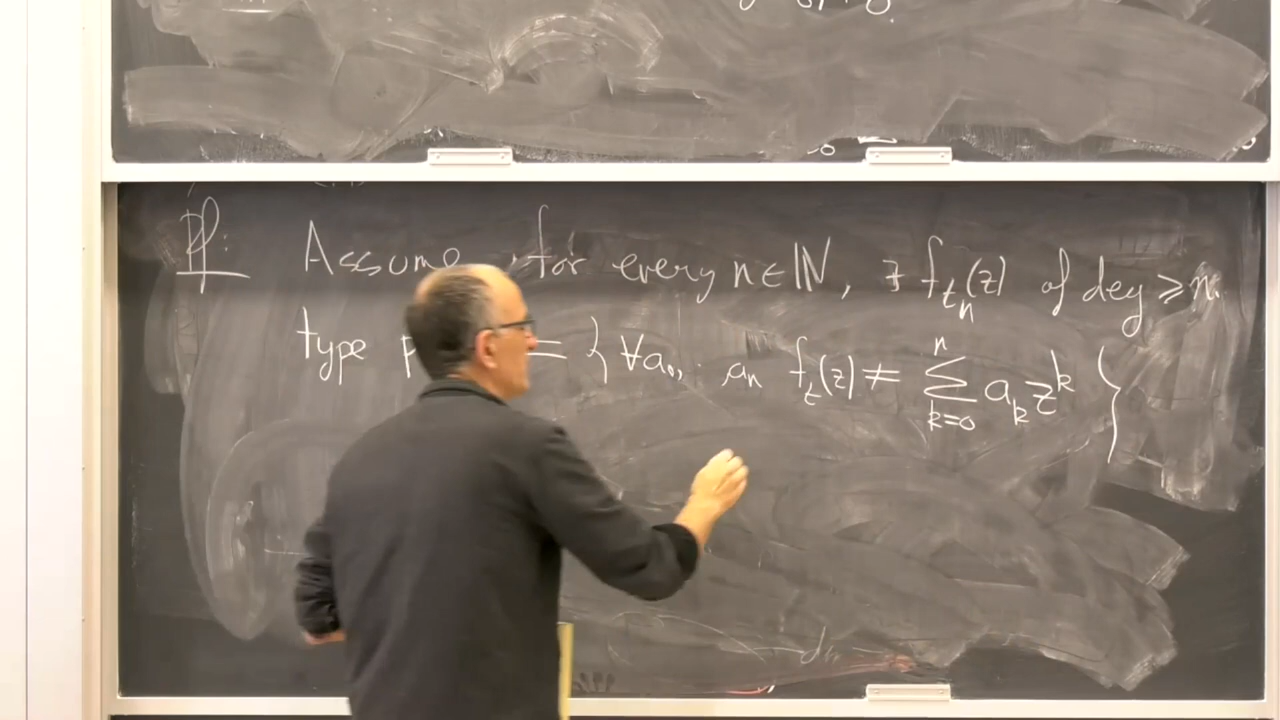 Pf: Assume, for every n ∈ ℕ, ∃ f_{t_n}(z) of deg ≥ n.
type p = { ∀a₀, .. a_n f_t(z) ≠ ∑_{k=0}^{n} a_k z^k }